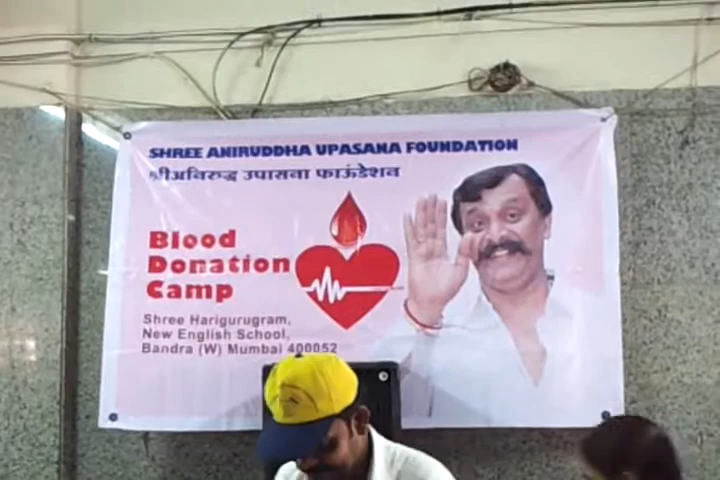 SHREE ANIRUDDHA UPASANA FOUNDATION
श्रीअनिरुद्ध उपासना फाऊंडेशन
Blood
Donation
Camp
Shree Harigurugram,
New English School,
Bandra (W) Mumbai 400052